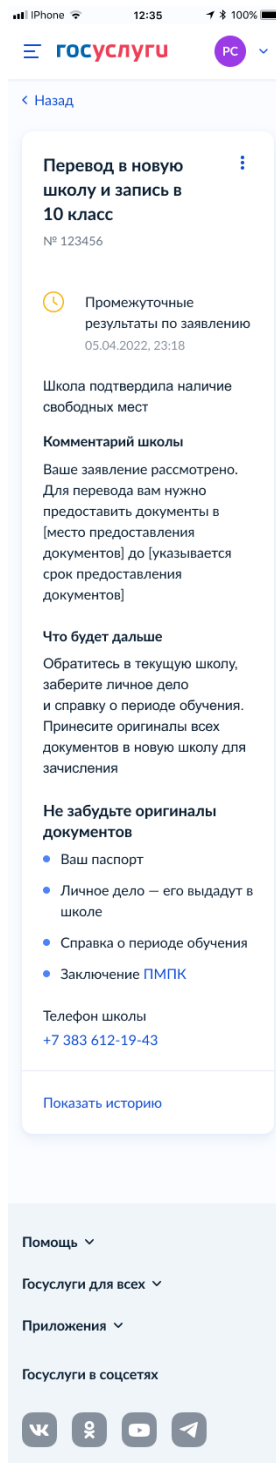 iPhone 12:35 100%
госуслуги РС
Назад
Перевод в новую
школу и запись в
10 класс
№ 123456
Промежуточные
результаты по заявлению
05.04.2022, 23:18
Школа подтвердила наличие
свободных мест
Комментарий школы
Ваше заявление рассмотрено.
Для перевода вам нужно
предоставить документы в
[место предоставления
документов] до [указывается
срок предоставления
документов]
Что будет дальше
Обратитесь в текущую школу,
заберите личное дело
и справку о периоде обучения.
Принесите оригиналы всех
документов в новую школу для
зачисления
Не забудьте оригиналы
документов
Ваш паспорт
Личное дело — его выдадут в
школе
Справка о периоде обучения
Заключение ПМПК
Телефон школы
+7 383 612-19-43
Показать историю
Помощь
Госуслуги для всех
Приложения
Госуслуги в соцсетях